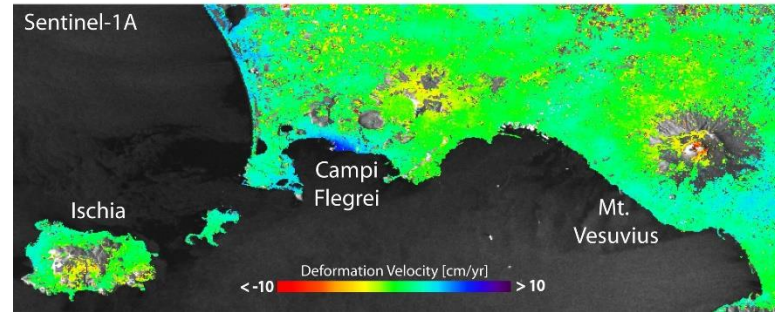 Sentinel-1A
Campi
Flegrei
Ischia
Mt.
Vesuvius
Deformation Velocity [cm/yr]
< -10
> 10